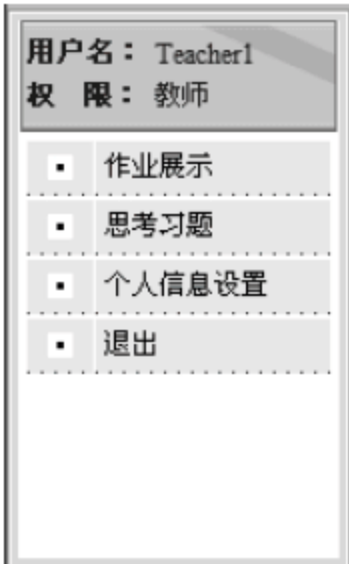 用户名： Teacher1
权 限： 教师
作业展示
思考习题
个人信息设置
退出